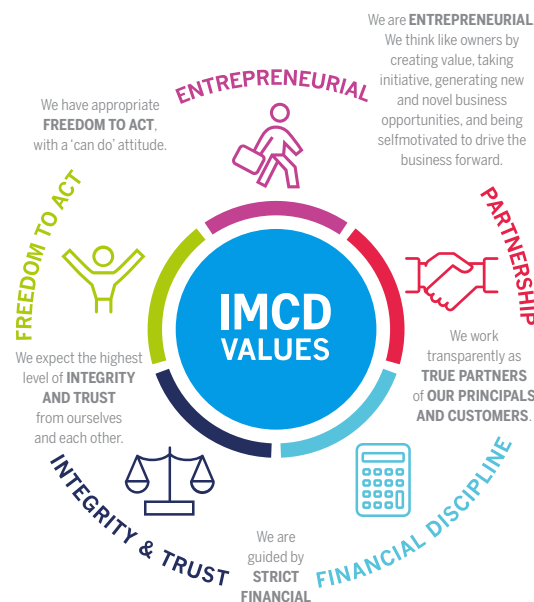 We are ENTREPRENEURIAL
We think like owners by
creating value, taking
initiative, generating new
and novel business
opportunities, and being
selfmotivated to drive the
business forward.
ENTREPRENEURIAL
We have appropriate
FREEDOM TO ACT,
with a ‘can do’ attitude.
FREEDOM TO ACT
PARTNERSHIP
IMCD
VALUES
We work
transparently as
TRUE PARTNERS
of OUR PRINCIPALS
AND CUSTOMERS.
We expect the highest
level of INTEGRITY
AND TRUST
from ourselves
and each other.
INTEGRITY & TRUST
FINANCIAL DISCIPLINE
We are
guided by
STRICT
FINANCIAL